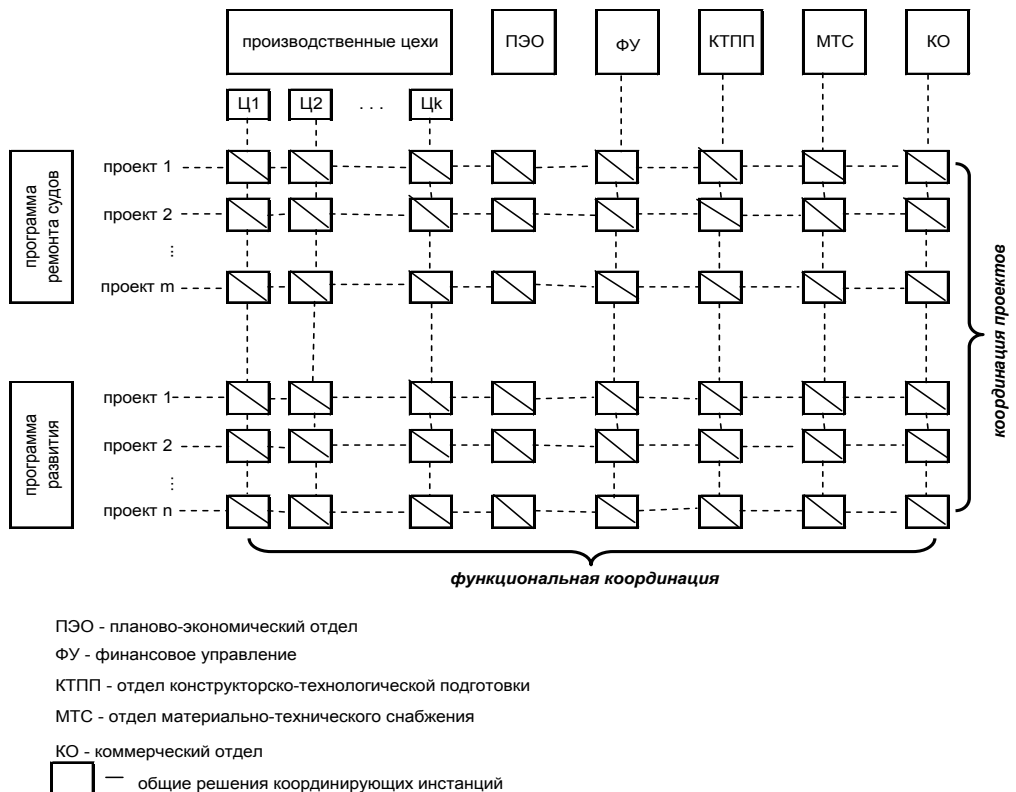 производственные цехи
ПЭО
ФУ
КТПП
МТС
КО
Ц1
Ц2
. . .
Цk
программа
ремонта судов
проект 1
проект 2
...
проект m
программа
развития
проект 1
проект 2
...
проект n
координация проектов
функциональная координация
ПЭО - планово-экономический отдел
ФУ - финансовое управление
КТПП - отдел конструкторско-технологической подготовки
МТС - отдел материально-технического снабжения
КО - коммерческий отдел
— общие решения координирующих инстанций